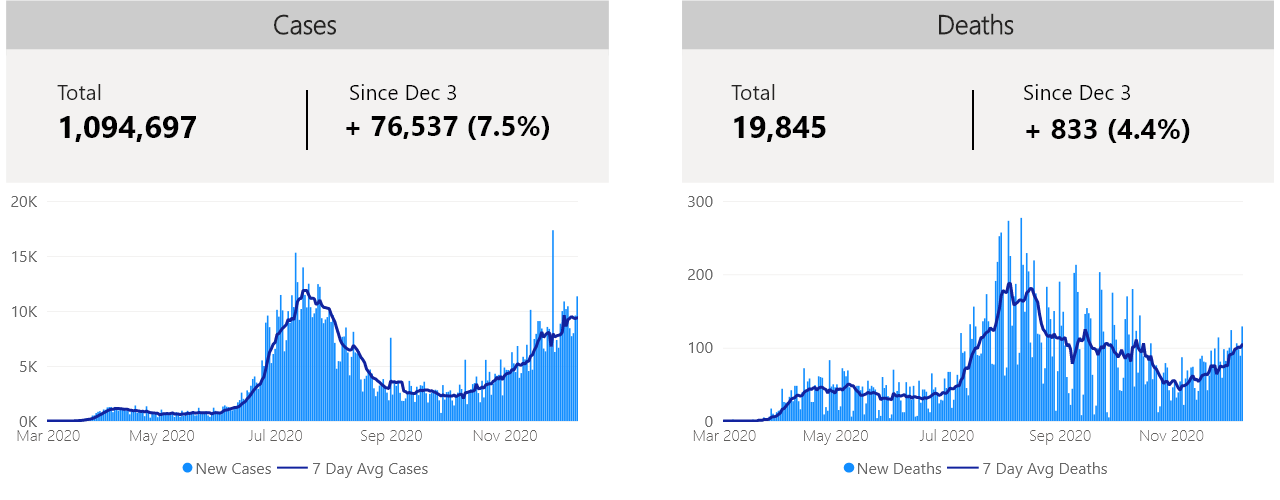 Cases
Total
1,094,697
Since Dec 3
+ 76,537 (7.5%)
20K
15K
10K
5K
0K
Mar 2020 May 2020 Jul 2020 Sep 2020 Nov 2020
New Cases 7 Day Avg Cases
Deaths
Total
19,845
Since Dec 3
+ 833 (4.4%)
300
200
100
0
Mar 2020 May 2020 Jul 2020 Sep 2020 Nov 2020
New Deaths 7 Day Avg Deaths